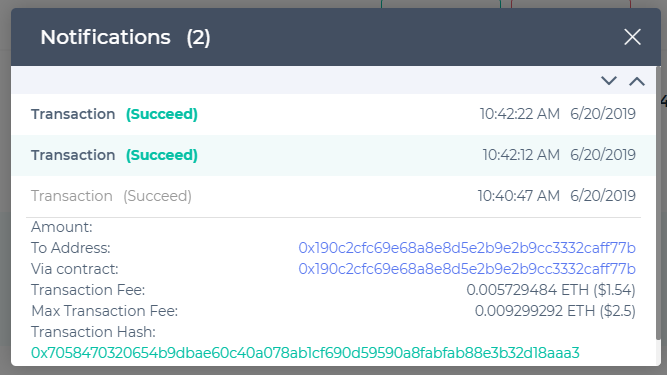 Notifications (2)
Transaction (Succeed) 10:42:22 AM 6/20/2019
Transaction (Succeed) 10:42:12 AM 6/20/2019
Transaction (Succeed) 10:40:47 AM 6/20/2019
Amount:
To Address: 0x190c2cfc69e68a8e8d5e2b9e2b9cc3332caff77b
Via contract: 0x190c2cfc69e68a8e8d5e2b9e2b9cc3332caff77b
Transaction Fee: 0.005729484 ETH ($1.54)
Max Transaction Fee: 0.009299292 ETH ($2.5)
Transaction Hash:
0x7058470320654b9dbae60c40a078ab1cf690d59590a8fabfab88e3b32d18aaa3